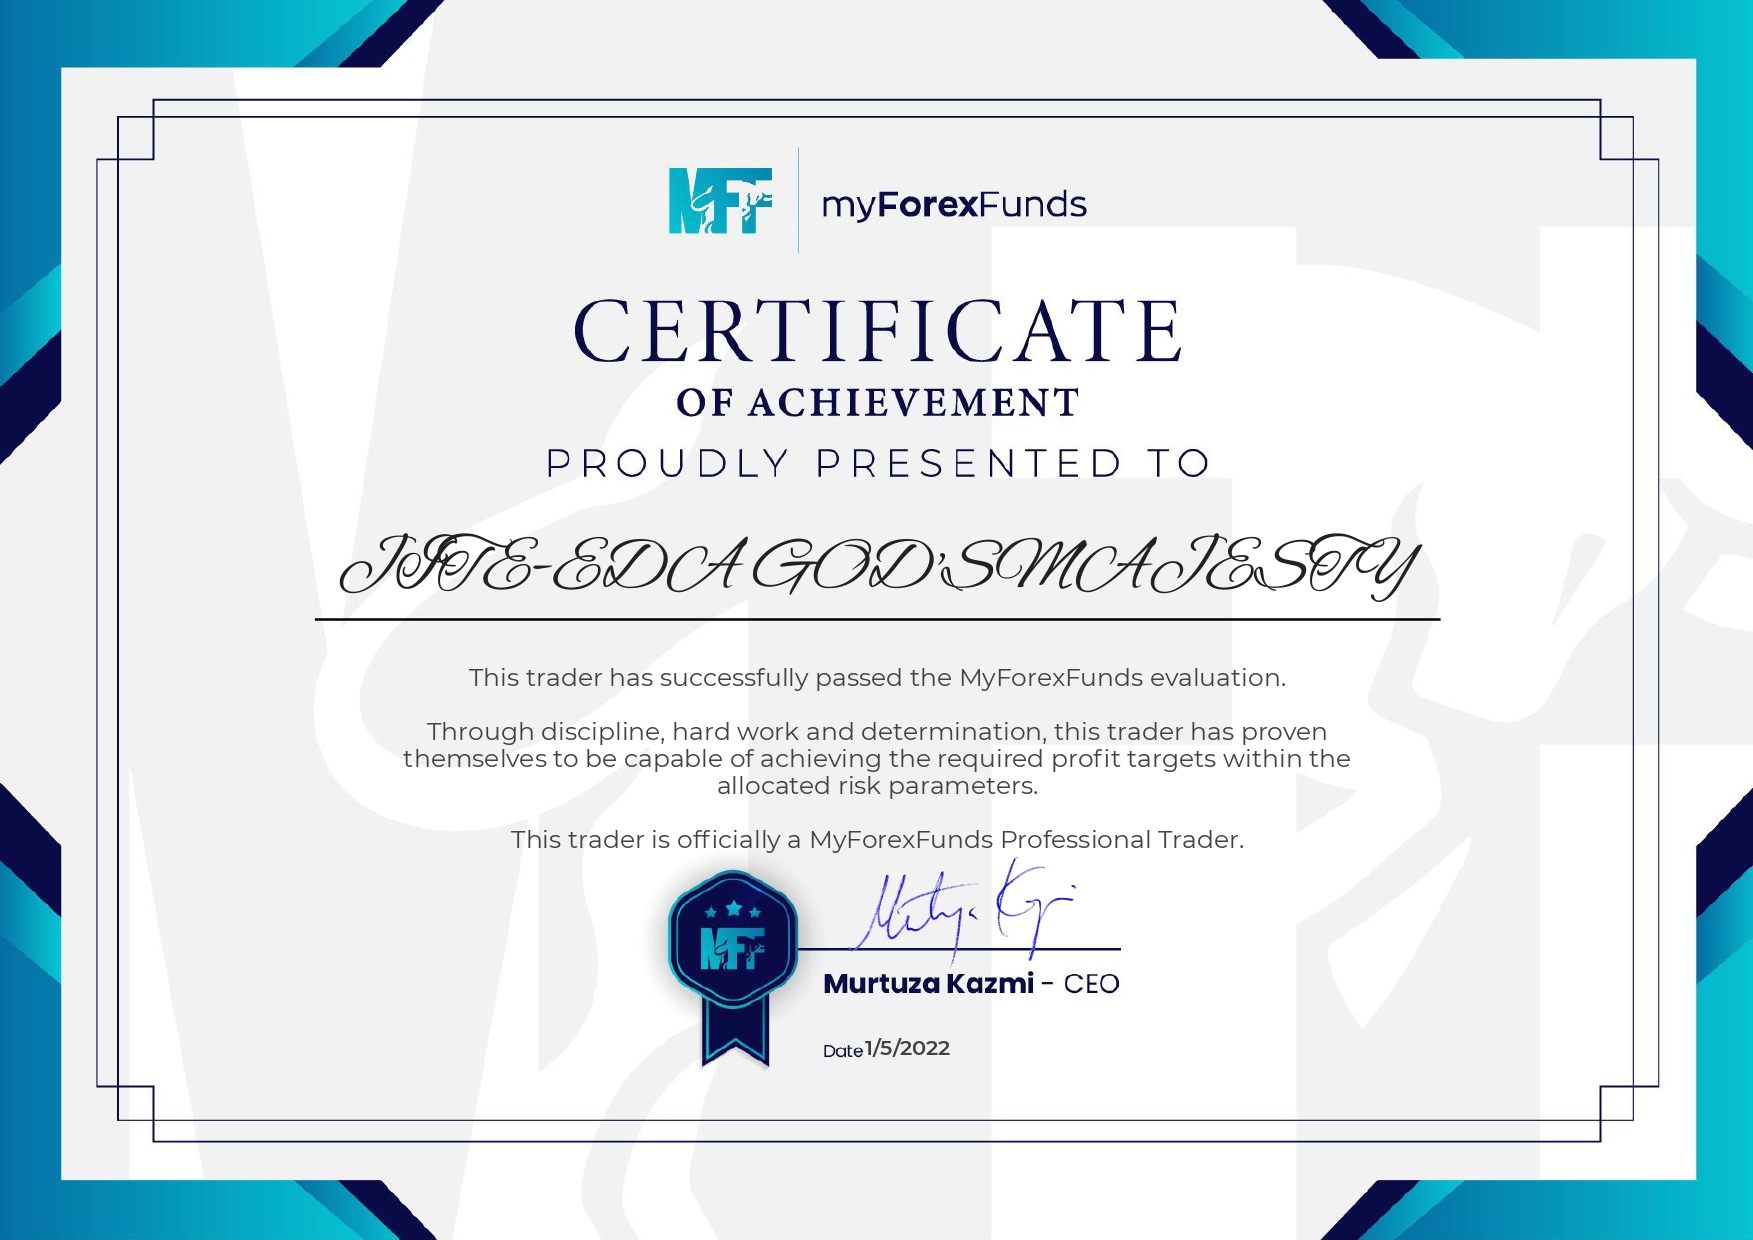 MFF
myForexFunds
CERTIFICATE
OF ACHIEVEMENT
PROUDLY PRESENTED TO
GOD'SMAJESTY
This trader has successfully passed the MyForexFunds evaluation.
Through discipline, hard work and determination, this trader has proven
themselves to be capable of achieving the required profit targets within the
allocated risk parameters.
This trader is officially a MyForexFunds Professional Trader.
MFF
Murtuza Kazmi - CEO
Date 1/5/2022